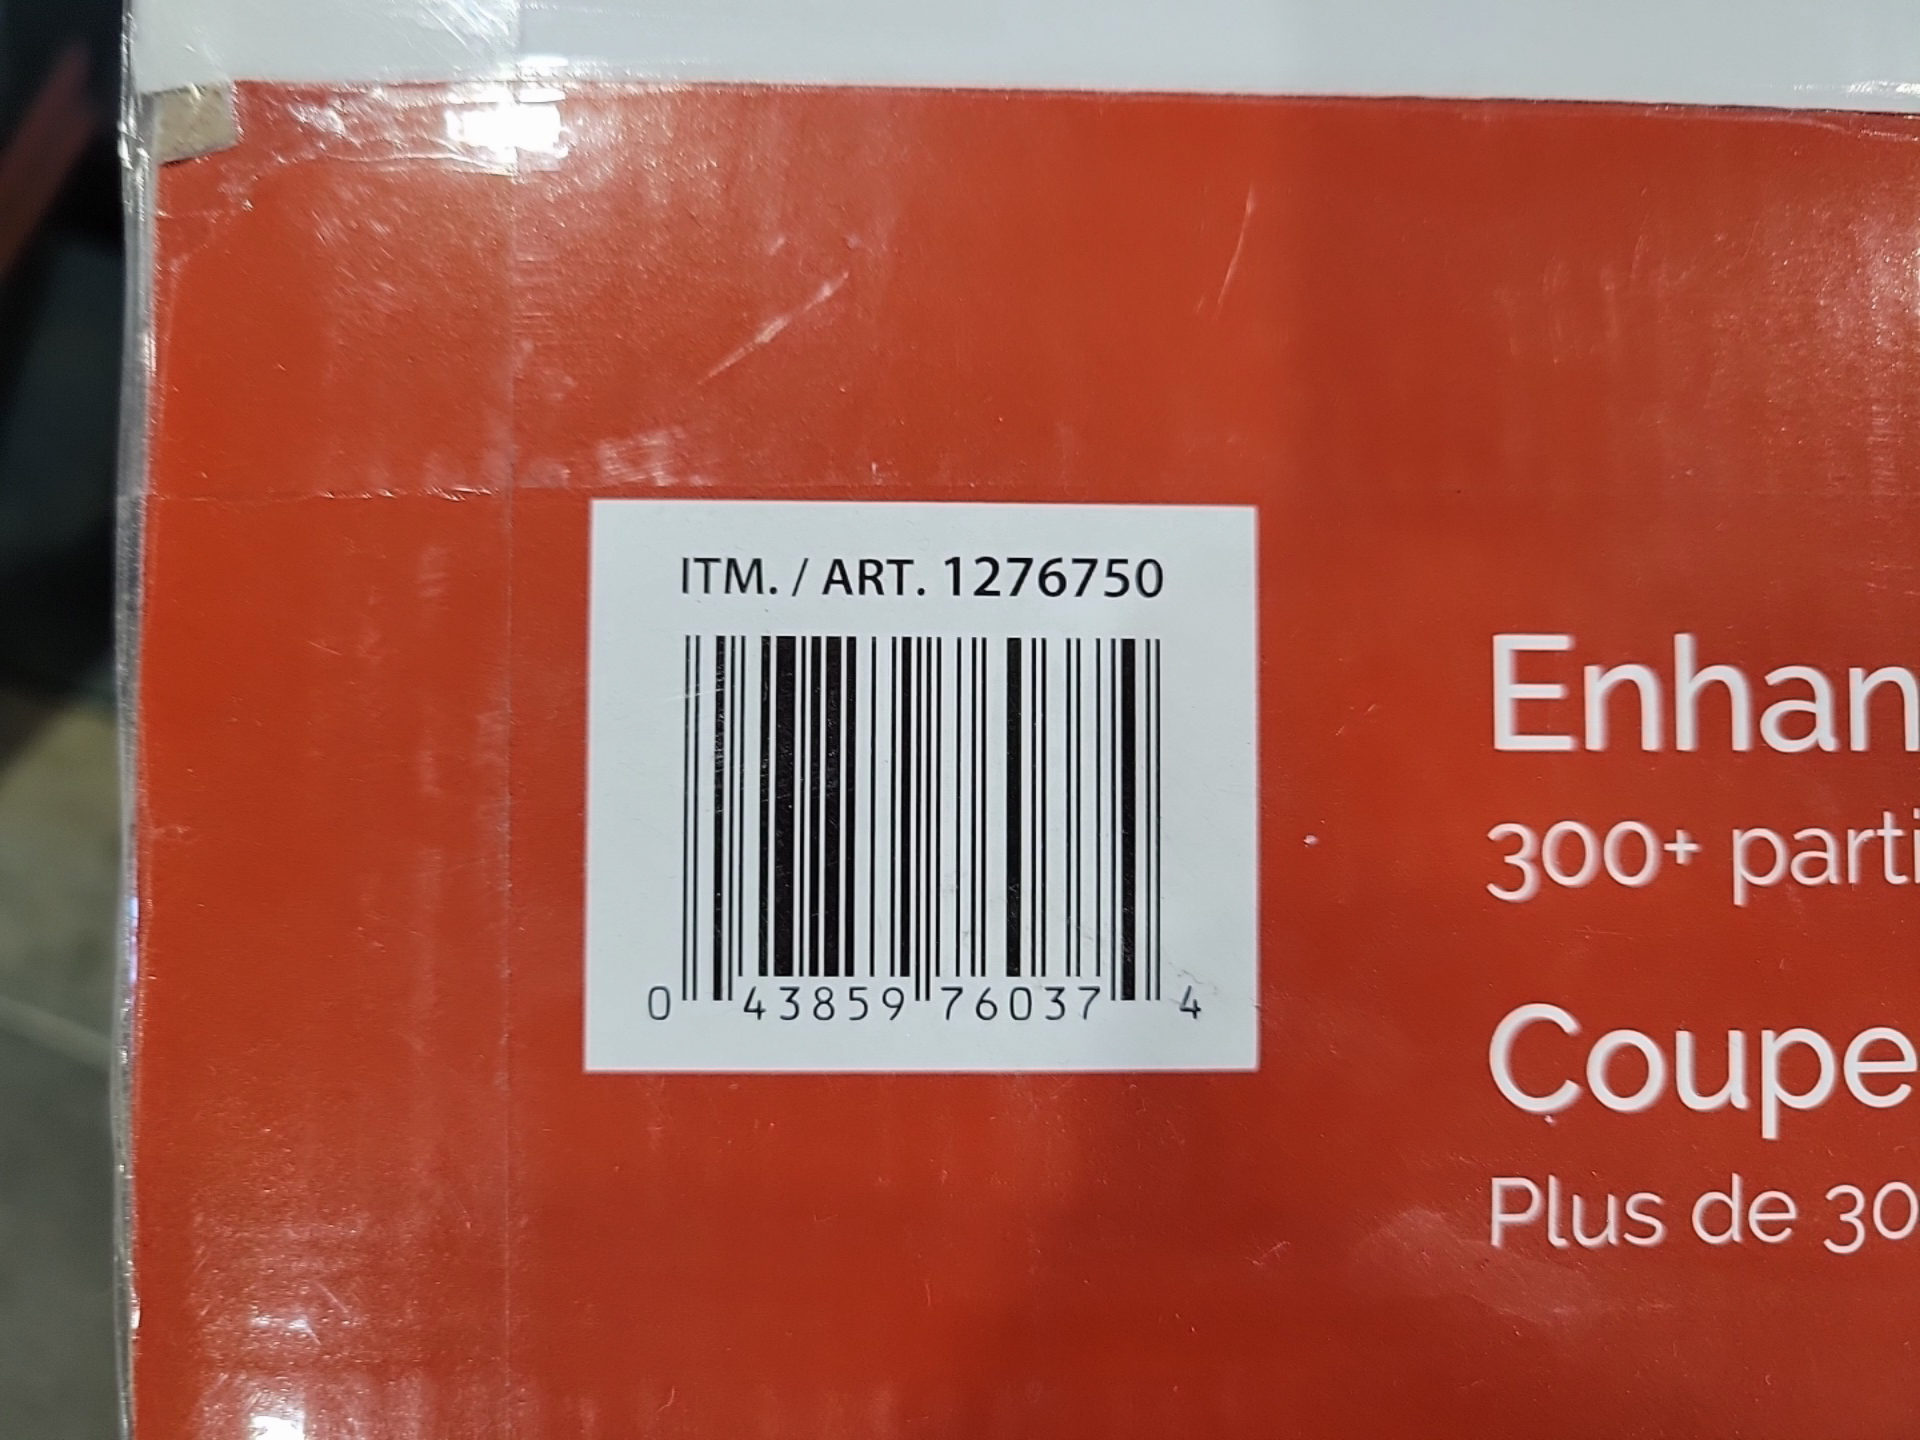 ITM. / ART. 1276750
0 43859 76037 4
Enhan
300+ parti
Coupe
Plus de 30